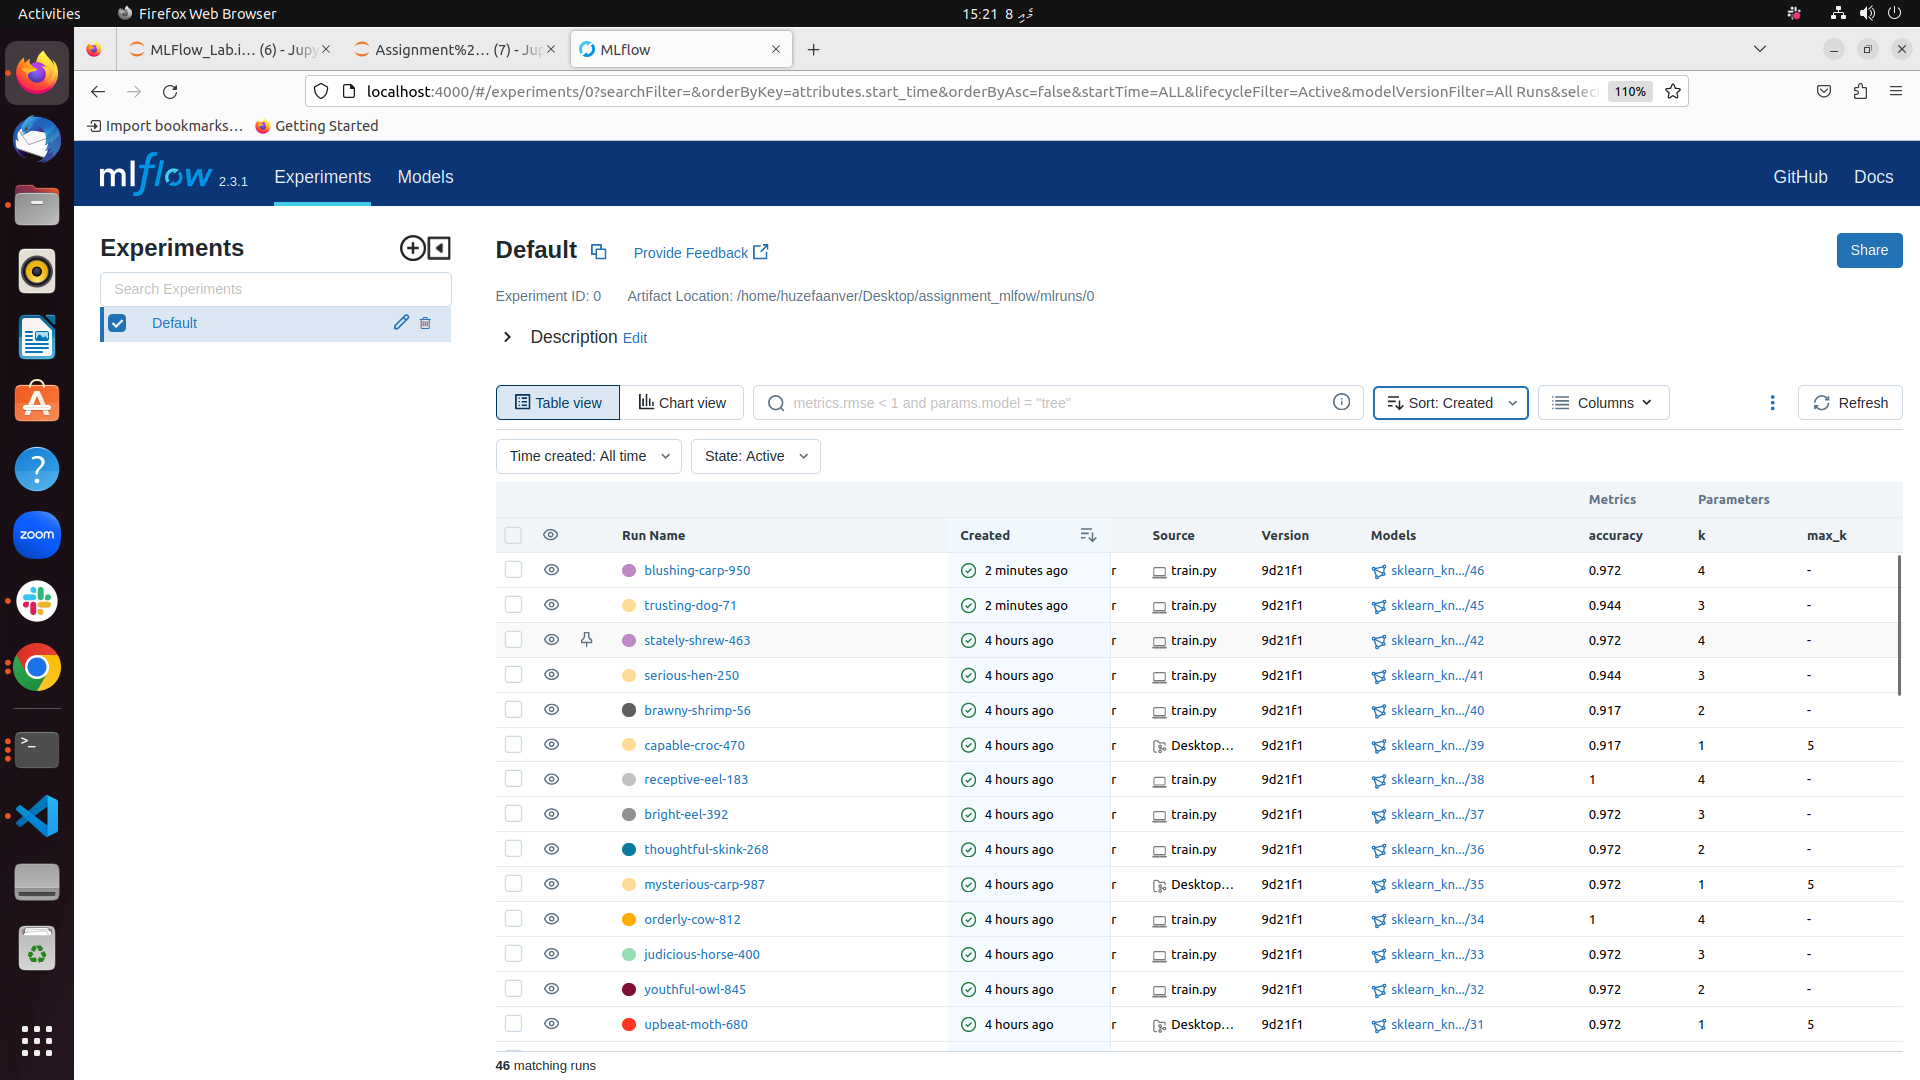 Activities
Firefox Web Browser
15:21 8 މެއި
MLFlow_Lab.i… (6) - Jupy
Assignment%2… (7) - Jup
MLflow
localhost:4000/#/experiments/0?searchFilter=&orderByKey=attributes.start_time&orderByAsc=false&startTime=ALL&lifecycleFilter=Active&modelVersionFilter=All Runs&selec
110%
Import bookmarks…
Getting Started
mlflow 2.3.1
Experiments
Models
GitHub
Docs
Experiments
Search Experiments
Default
Default
Provide Feedback
Share
Experiment ID: 0
Artifact Location: /home/huzefaanver/Desktop/assignment_mlfow/mlruns/0
Description Edit
Table view
Chart view
metrics.rmse < 1 and params.model = "tree"
Sort: Created
Columns
Refresh
Time created: All time
State: Active
Metrics Parameters
Run Name Created Source Version Models accuracy k max_k
blushing-carp-950 2 minutes ago r train.py 9d21f1 sklearn_kn.../46 0.972 4 -
trusting-dog-71 2 minutes ago r train.py 9d21f1 sklearn_kn.../45 0.944 3 -
stately-shrew-463 4 hours ago r train.py 9d21f1 sklearn_kn.../42 0.972 4 -
serious-hen-250 4 hours ago r train.py 9d21f1 sklearn_kn.../41 0.944 3 -
brawny-shrimp-56 4 hours ago r train.py 9d21f1 sklearn_kn.../40 0.917 2 -
capable-croc-470 4 hours ago r Desktop... 9d21f1 sklearn_kn.../39 0.917 1 5
receptive-eel-183 4 hours ago r train.py 9d21f1 sklearn_kn.../38 1 4 -
bright-eel-392 4 hours ago r train.py 9d21f1 sklearn_kn.../37 0.972 3 -
thoughtful-skink-268 4 hours ago r train.py 9d21f1 sklearn_kn.../36 0.972 2 -
mysterious-carp-987 4 hours ago r Desktop... 9d21f1 sklearn_kn.../35 0.972 1 5
orderly-cow-812 4 hours ago r train.py 9d21f1 sklearn_kn.../34 1 4 -
judicious-horse-400 4 hours ago r train.py 9d21f1 sklearn_kn.../33 0.972 3 -
youthful-owl-845 4 hours ago r train.py 9d21f1 sklearn_kn.../32 0.972 2 -
upbeat-moth-680 4 hours ago r Desktop... 9d21f1 sklearn_kn.../31 0.972 1 5
46 matching runs
zoom